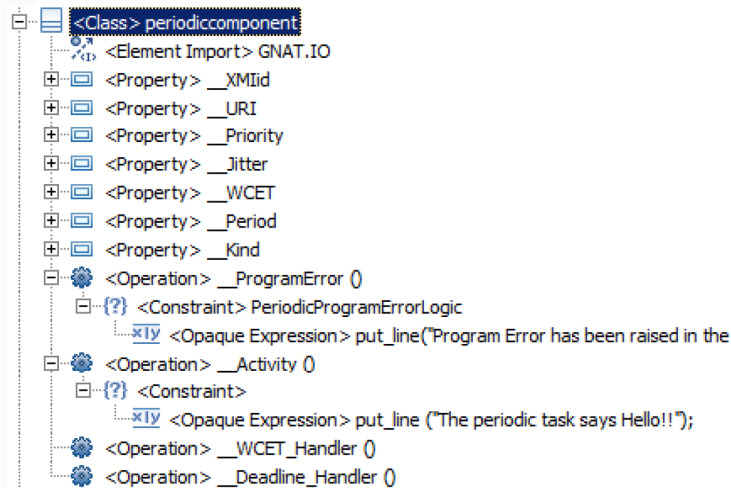 <Class> periodiccomponent
<Element Import> GNAT.IO
<Property> __XMIid
<Property> __URI
<Property> __Priority
<Property> __Jitter
<Property> __WCET
<Property> __Period
<Property> __Kind
<Operation> __ProgramError ()
<Constraint> PeriodicProgramErrorLogic
<Opaque Expression> put_line("Program Error has been raised in the
<Operation> __Activity ()
<Constraint>
<Opaque Expression> put_line ("The periodic task says Hello!!");
<Operation> __WCET_Handler ()
<Operation> __Deadline_Handler ()